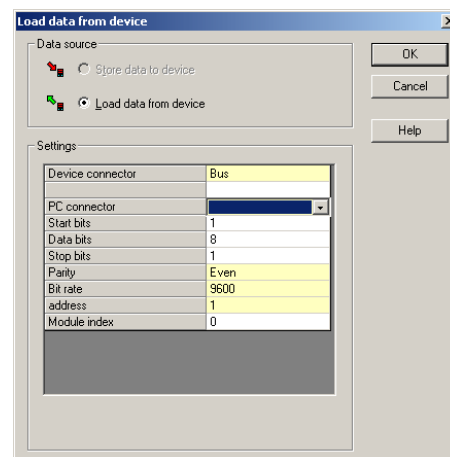 Load data from device
Data source
Store data to device
Load data from device
OK
Cancel
Help
Settings
Device connector Bus
PC connector
Start bits 1
Data bits 8
Stop bits 1
Parity Even
Bit rate 9600
address 1
Module index 0